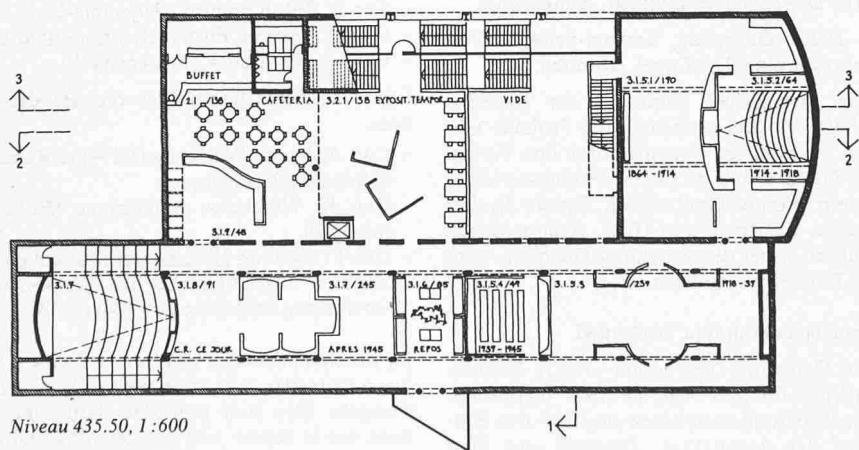 BUFFET
2.1./138 CAFETERIA 3.2.1/138 EXPOSIT. TEMPOR. VIDE
3.1.5.1/190 3.1.5.2/64
3 3
2 2
1864-1914 1914-1918
3.1.9/48
3.1.9 3.1.8/91 3.1.7/245 3.1.6/85 3.1.5.4/49 3.1.5.3 /239 1918-39
C.R. CE JOUR APRES 1945 REPOS 1939-1945
1
Niveau 435.50, 1:600